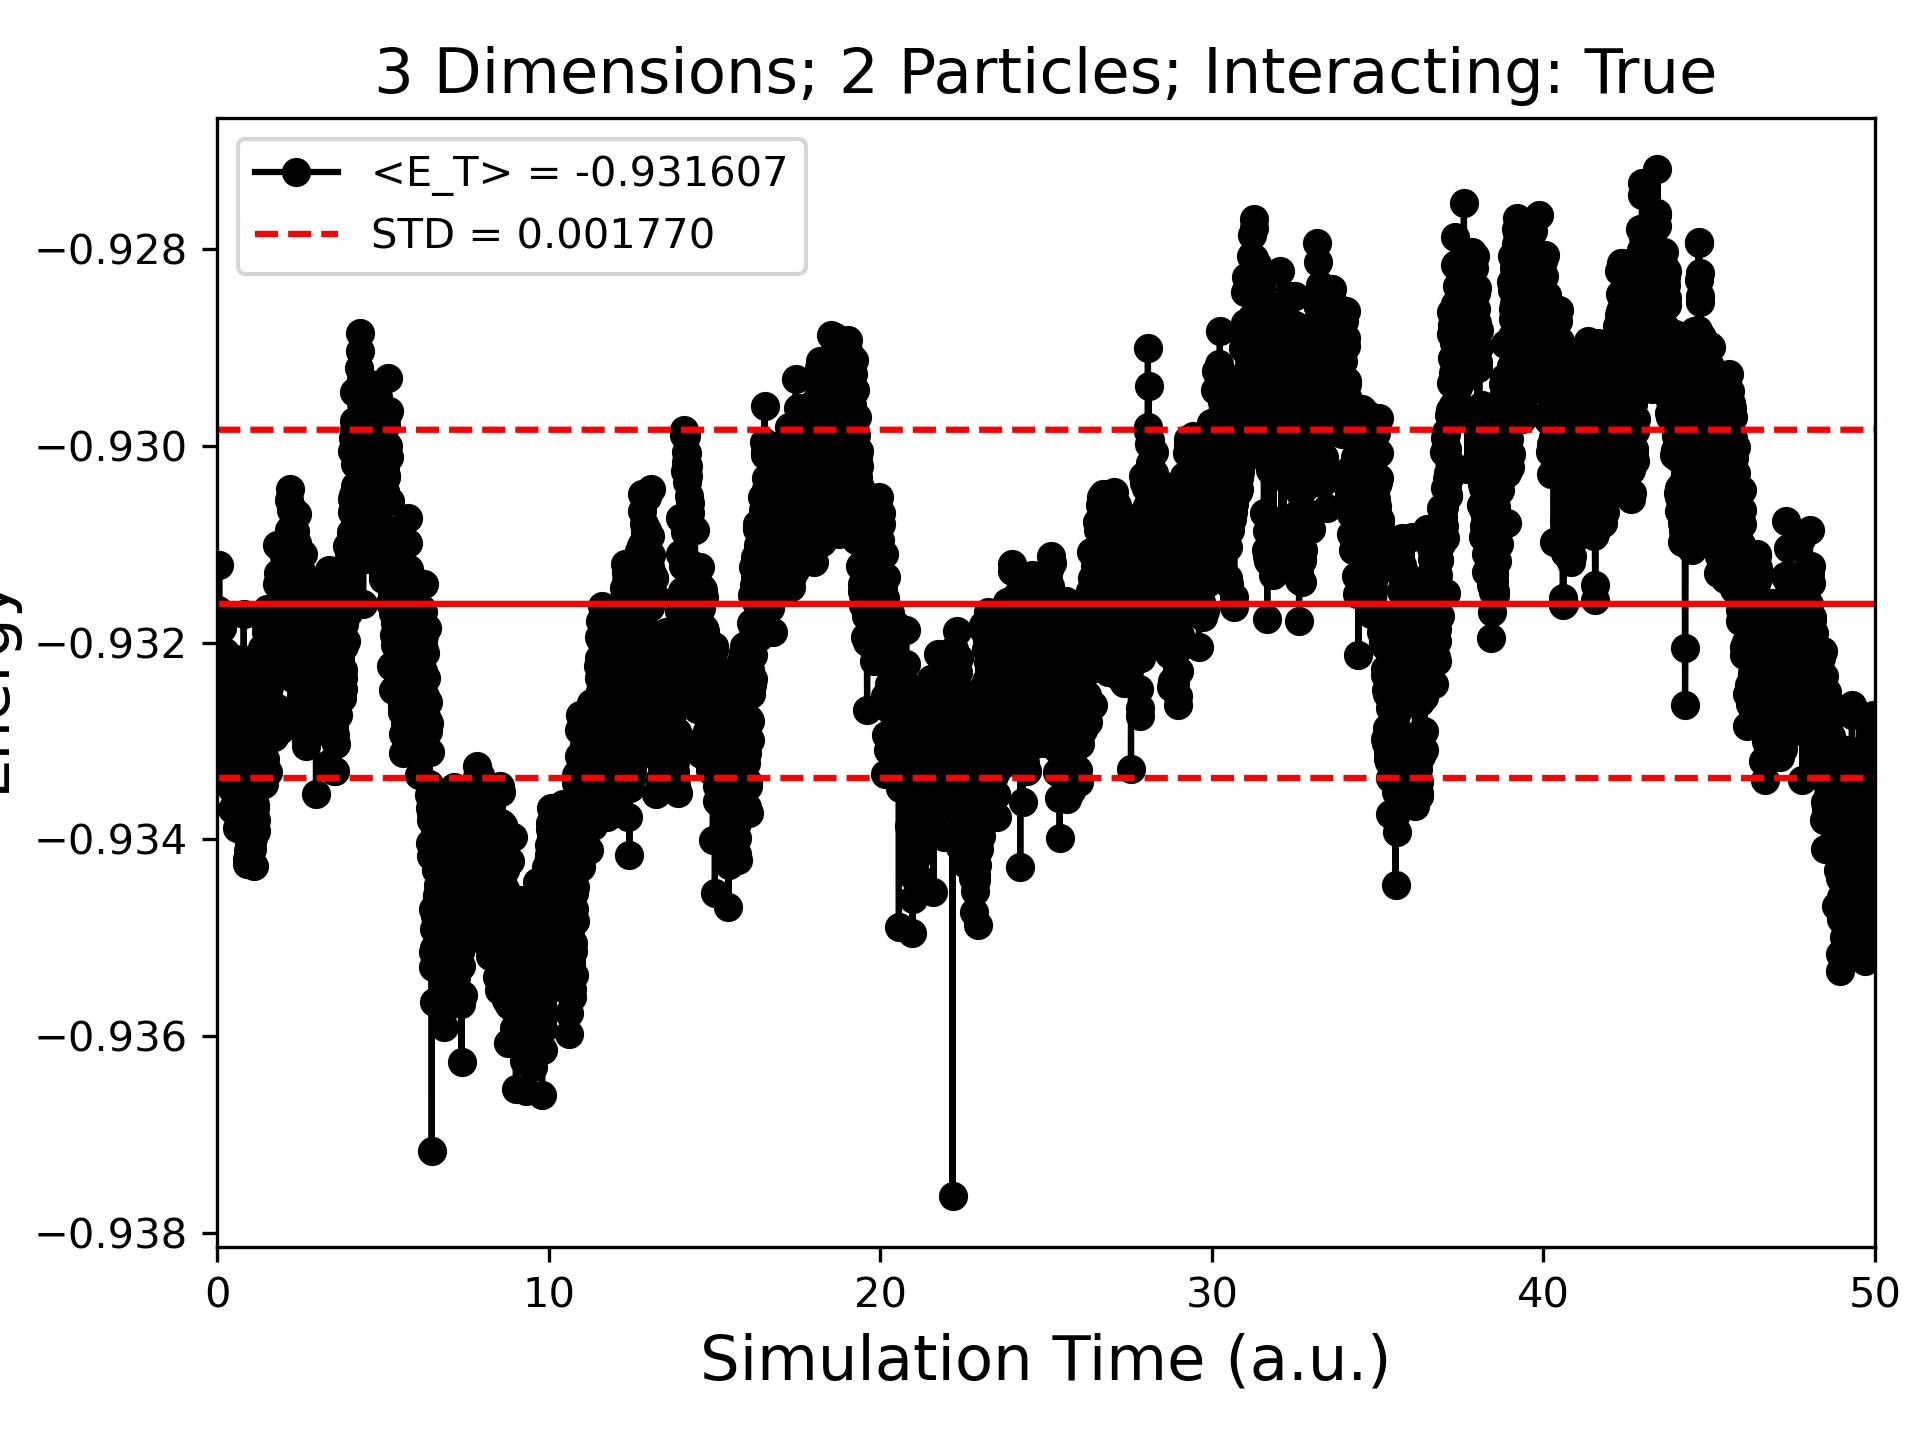 3 Dimensions; 2 Particles; Interacting: True
<E_T> = -0.931607
STD = 0.001770
−0.928
−0.930
−0.932
−0.934
−0.936
−0.938
Energy
0 10 20 30 40 50
Simulation Time (a.u.)